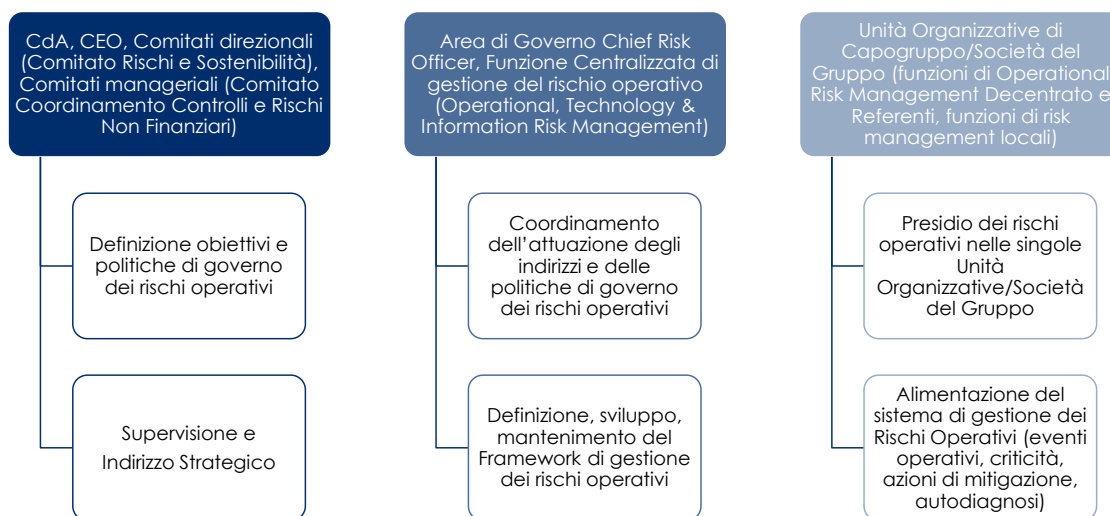 CdA, CEO, Comitati direzionali
(Comitato Rischi e Sostenibilità),
Comitati manageriali (Comitato
Coordinamento Controlli e Rischi
Non Finanziari)
Definizione obiettivi e
politiche di governo
dei rischi operativi
Supervisione e
Indirizzo Strategico
Area di Governo Chief Risk
Officer, Funzione Centralizzata di
gestione del rischio operativo
(Operational, Technology &
Information Risk Management)
Coordinamento
dell'attuazione degli
indirizzi e delle
politiche di governo
dei rischi operativi
Definizione, sviluppo,
mantenimento del
Framework di gestione
dei rischi operativi
Unità Organizzative di
Capogruppo/Società del
Gruppo (funzioni di Operational
Risk Management Decentrato e
Referenti, funzioni di risk
management locali)
Presidio dei rischi
operativi nelle singole
Unità
Organizzative/Società
del Gruppo
Alimentazione del
sistema di gestione dei
Rischi Operativi (eventi
operativi, criticità,
azioni di mitigazione,
autodiagnosi)